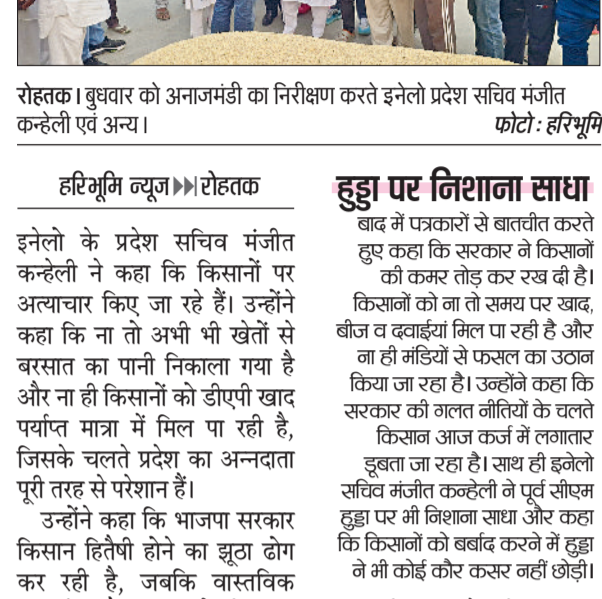 रोहतक। बुधवार को अनाजमंडी का निरीक्षण करते इनेलो प्रदेश सचिव मंजीत
कन्हेली एवं अन्य। फोटो : हरिभूमि
हरिभूमि न्यूज ▶▶| रोहतक
इनेलो के प्रदेश सचिव मंजीत
कन्हेली ने कहा कि किसानों पर
अत्याचार किए जा रहे हैं। उन्होंने
कहा कि ना तो अभी भी खेतों से
बरसात का पानी निकाला गया है
और ना ही किसानों को डीएपी खाद
पर्याप्त मात्रा में मिल पा रही है,
जिसके चलते प्रदेश का अन्नदाता
पूरी तरह से परेशान हैं।
उन्होंने कहा कि भाजपा सरकार
किसान हितैषी होने का झूठा ढोग
कर रही है, जबकि वास्तविक
हुड्डा पर निशाना साधा
बाद में पत्रकारों से बातचीत करते
हुए कहा कि सरकार ने किसानों
की कमर तोड़ कर रख दी है।
किसानों को ना तो समय पर खाद,
बीज व दवाईयां मिल पा रही है और
ना ही मंडियों से फसल का उठान
किया जा रहा है। उन्होंने कहा कि
सरकार की गलत नीतियों के चलते
किसान आज कर्ज में लगातार
डूबता जा रहा है। साथ ही इनेलो
सचिव मंजीत कन्हेली ने पूर्व सीएम
हुड्डा पर भी निशाना साधा और कहा
कि किसानों को बर्बाद करने में हुड्डा
ने भी कोई कौर कसर नहीं छोड़ी।